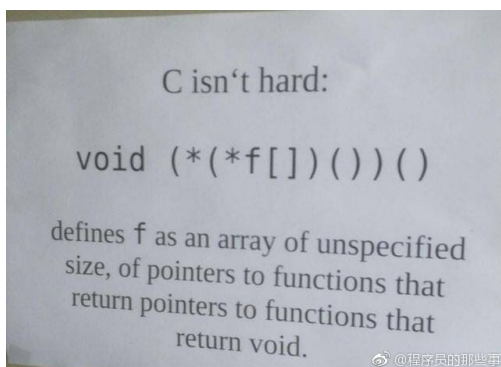 C isn‘t hard:
void (*(*f[])())()
defines f as an array of unspecified
size, of pointers to functions that
return pointers to functions that
return void.
@程序员的那些事